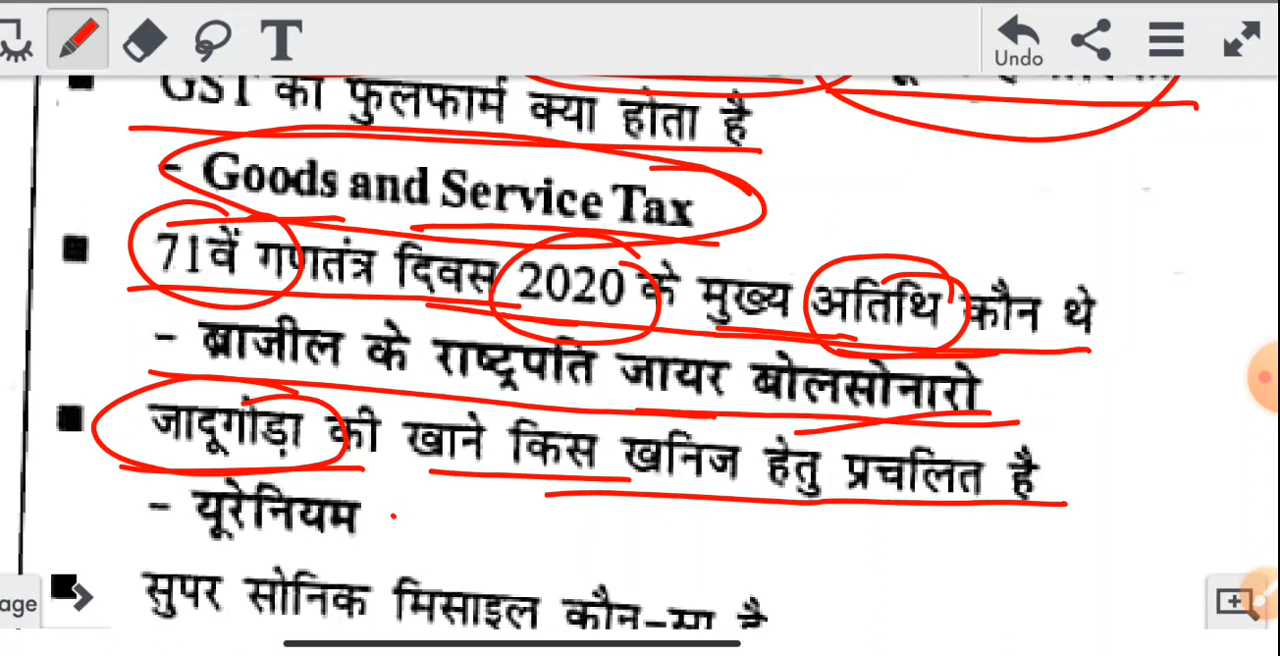 Undo
GST का फुलफार्म क्या होता है
- Goods and Service Tax
71वें गणतंत्र दिवस 2020 के मुख्य अतिथि कौन थे
- ब्राजील के राष्ट्रपति जायर बोलसोनारो
जादूगोड़ा की खाने किस खनिज हेतु प्रचलित है
- यूरेनियम
age
सुपर सोनिक मिसाइल कौन-सा है